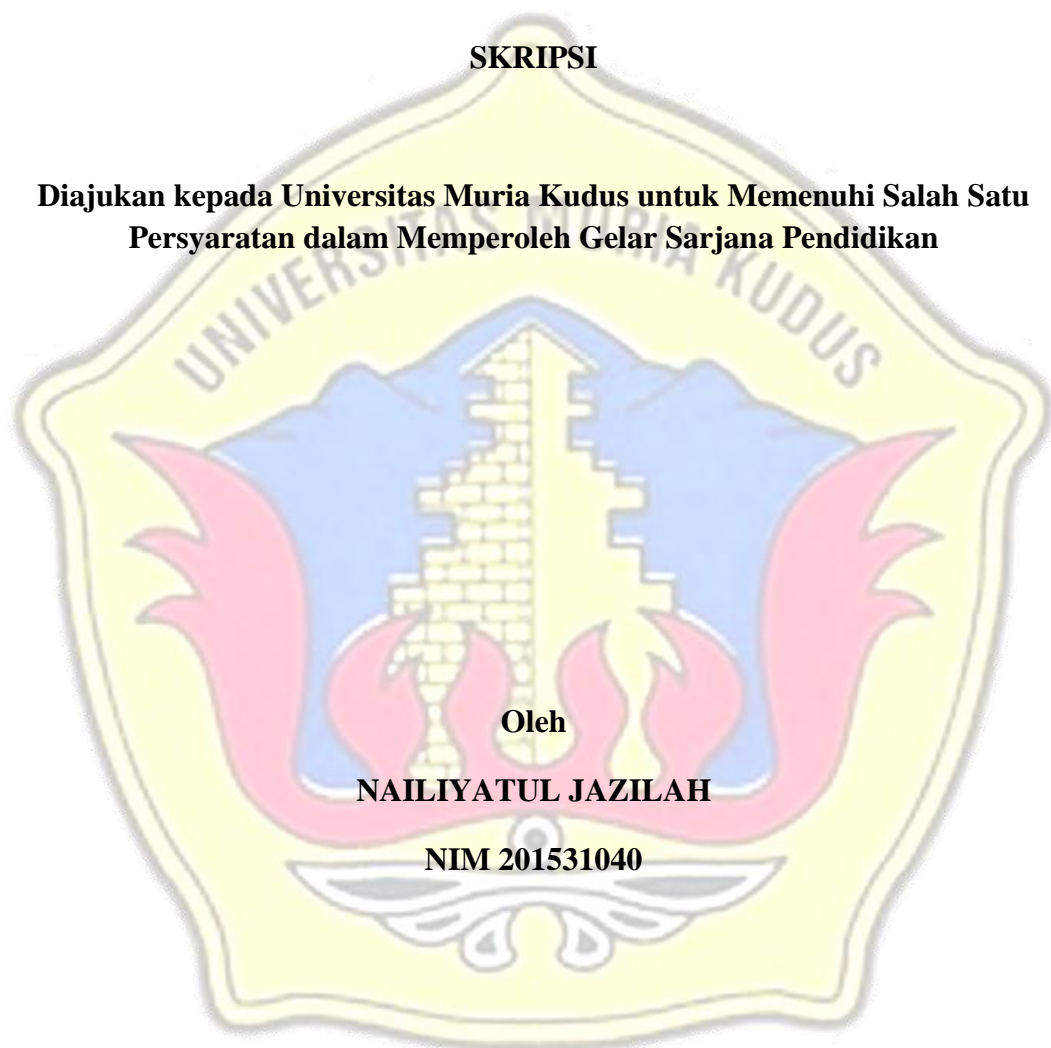 SKRIPSI
Diajukan kepada Universitas Muria Kudus untuk Memenuhi Salah Satu
Persyaratan dalam Memperoleh Gelar Sarjana Pendidikan
UNIVERSITAS MURIA KUDUS
Oleh
NAILIYATUL JAZILAH
NIM 201531040